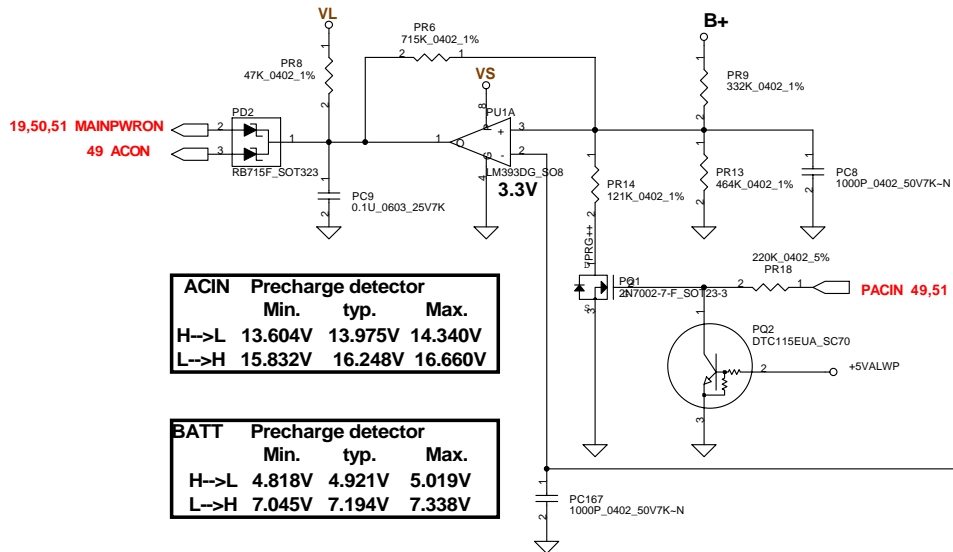 VL
PR6
715K_0402_1%
B+
PR8
47K_0402_1%
VS
PR9
332K_0402_1%
PD2
PU1A
19,50,51 MAINPWRON
49 ACON
RB715F_SOT323
P
G
+
-
LM393DG_SO8
3.3V
PC9
0.1U_0603_25V7K
PR14
121K_0402_1%
PR13
464K_0402_1%
PC8
1000P_0402_50V7K~N
PRG++
220K_0402_5%
PR18
PACIN 49,51
PQ1
2N7002-7-F_SOT23-3
PQ2
DTC115EUA_SC70
+5VALWP
ACIN Precharge detector
Min. typ. Max.
H-->L 13.604V 13.975V 14.340V
L-->H 15.832V 16.248V 16.660V
BATT Precharge detector
Min. typ. Max.
H-->L 4.818V 4.921V 5.019V
L-->H 7.045V 7.194V 7.338V
PC167
1000P_0402_50V7K~N